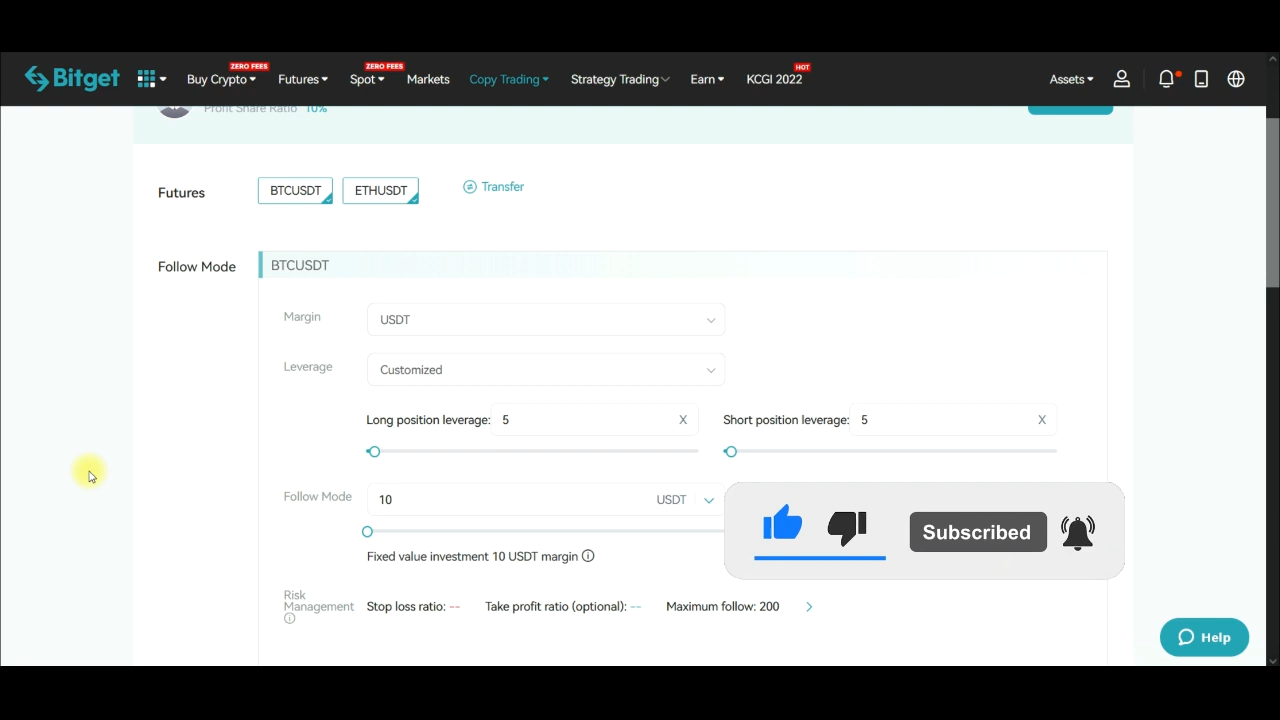 ZERO FEES ZERO FEES HOT
Bitget Buy Crypto Futures Spot Markets Copy Trading Strategy Trading Earn KCGI 2022 Assets
Profit Share Ratio 10%
Futures BTCUSDT ETHUSDT Transfer
Follow Mode BTCUSDT
Margin USDT
Leverage Customized
Long position leverage: 5 X Short position leverage: 5 X
Follow Mode 10 USDT
Subscribed
Fixed value investment 10 USDT margin
Risk
Management Stop loss ratio: -- Take profit ratio (optional): -- Maximum follow: 200
Help